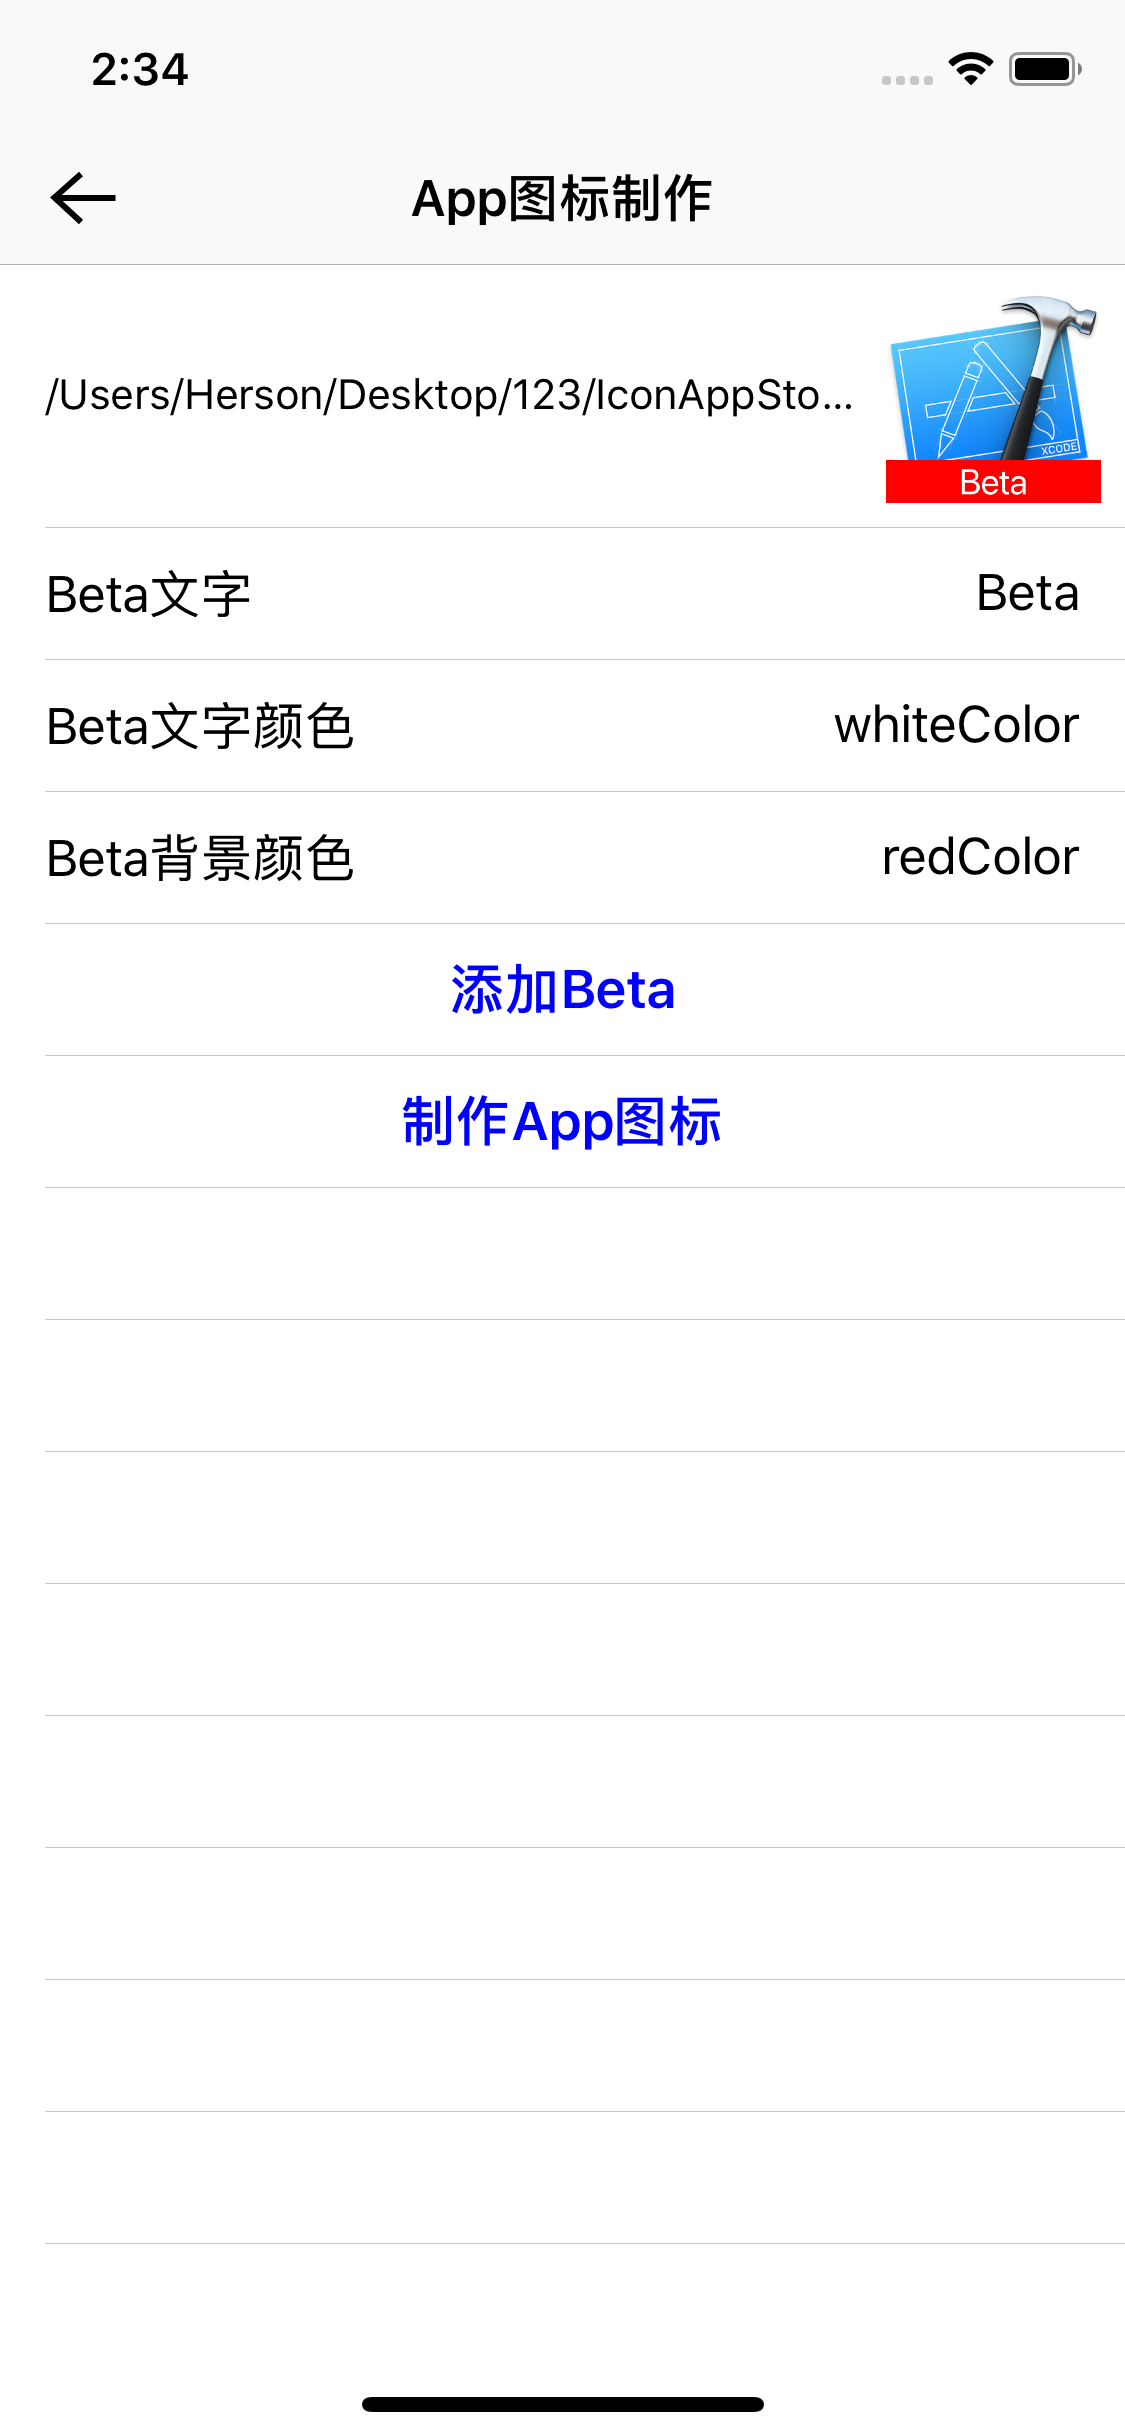 2:34
App图标制作
/Users/Herson/Desktop/123/IconAppSto...
XCODE
Beta
Beta文字
Beta
Beta文字颜色
whiteColor
Beta背景颜色
redColor
添加Beta
制作App图标